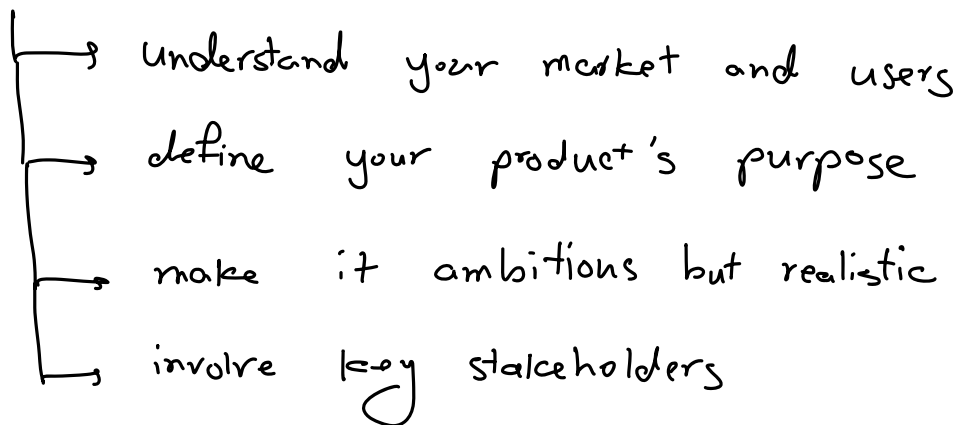 understand your market and users
define your product's purpose
make it ambitions but realistic
involve key stakeholders